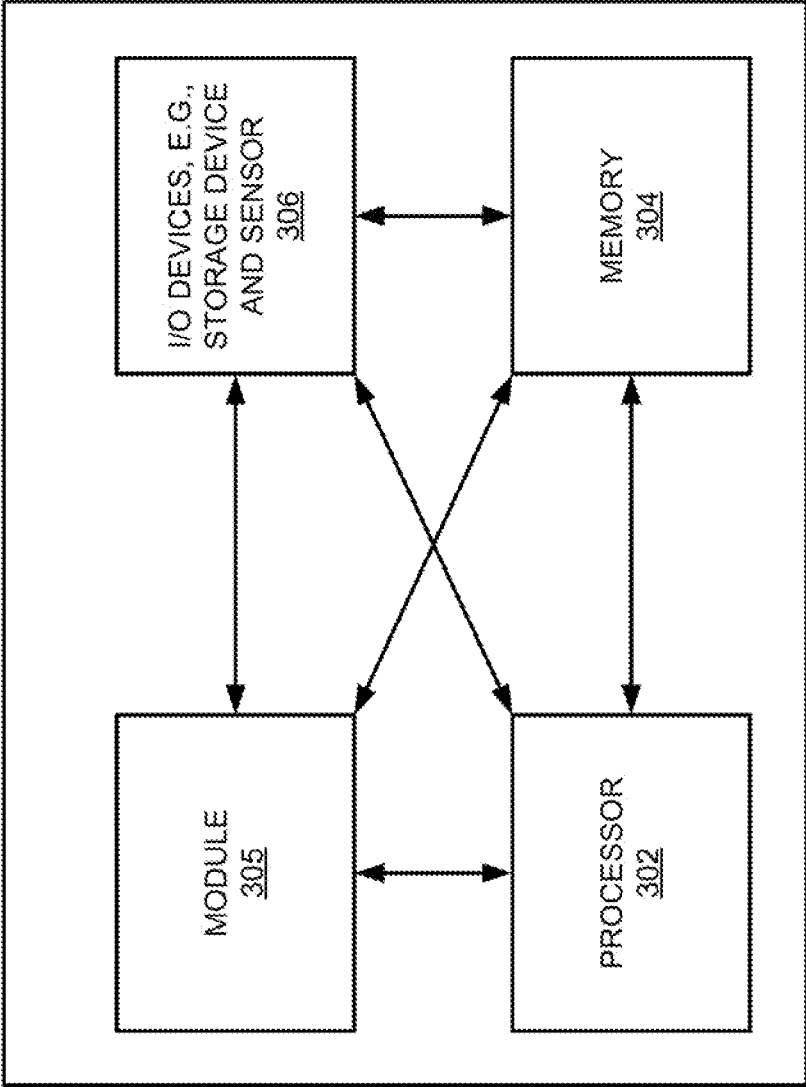 MODULE
305
I/O DEVICES, E.G.,
STORAGE DEVICE
AND SENSOR
306
PROCESSOR
302
MEMORY
304